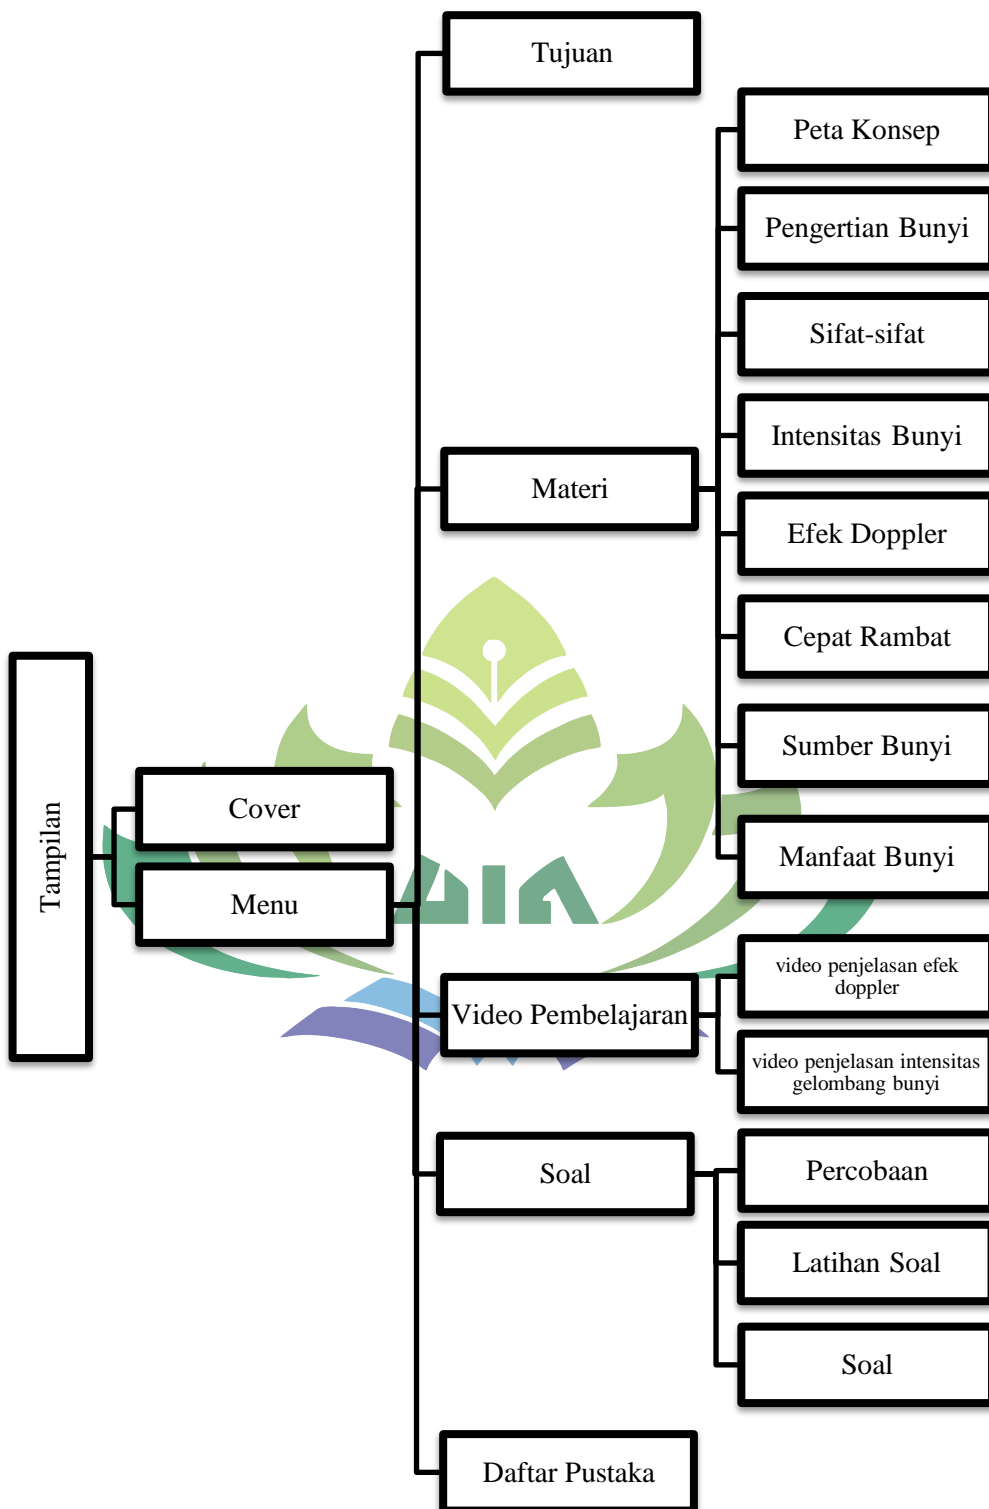 Tujuan
Peta Konsep
Pengertian Bunyi
Sifat-sifat
Intensitas Bunyi
Materi
Efek Doppler
Cepat Rambat
Sumber Bunyi
Manfaat Bunyi
Tampilan
Cover
Menu
video penjelasan efek
doppler
Video Pembelajaran
video penjelasan intensitas
gelombang bunyi
Soal
Percobaan
Latihan Soal
Soal
Daftar Pustaka